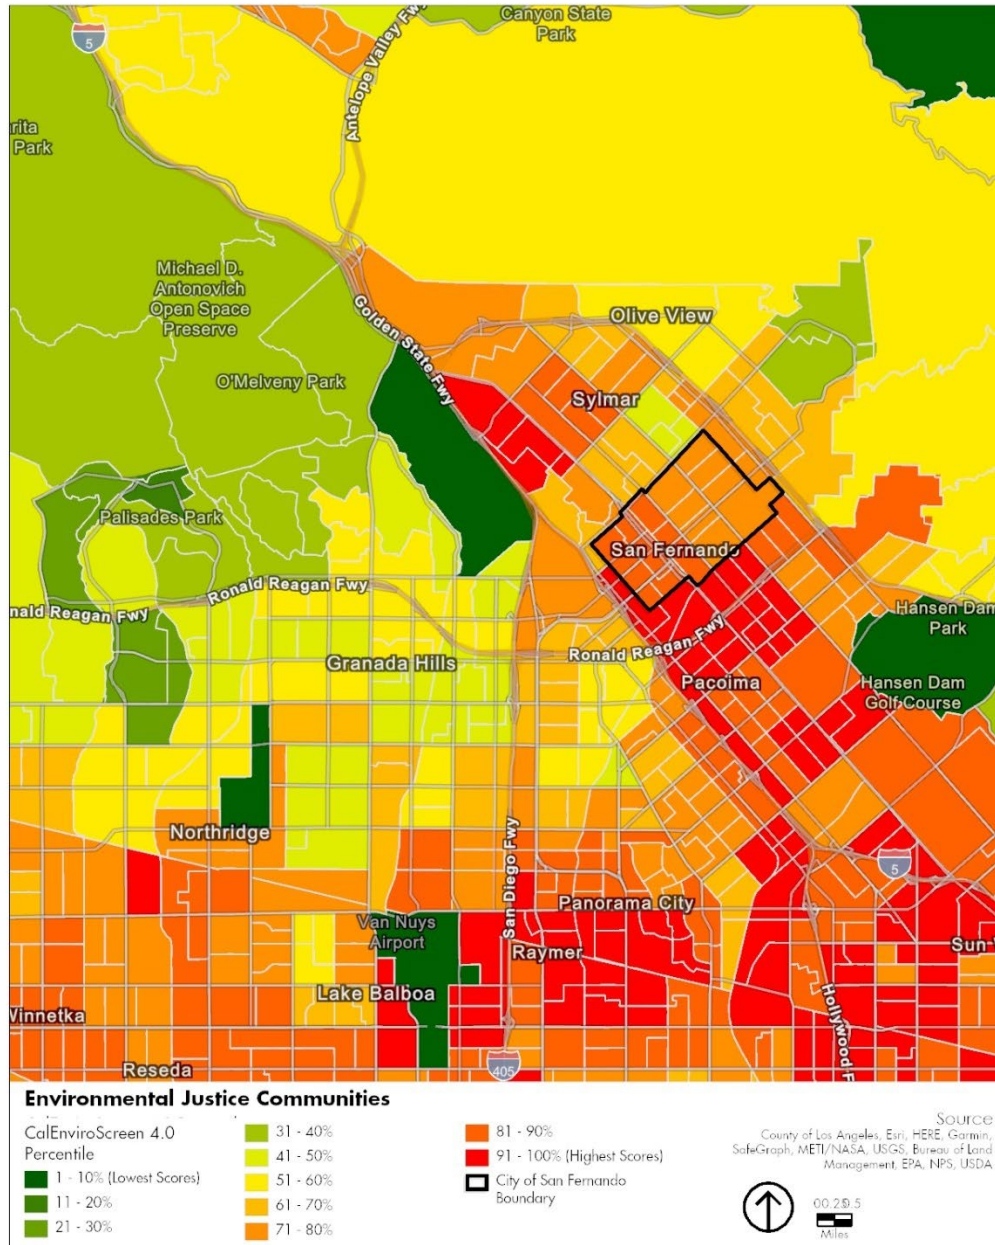 Canyon State
Park
5
Antelope Valley Fwy
rita
Park
Michael D.
Antonovich
Open Space
Preserve
Golden State Fwy
Olive View
O'Melveny Park
Sylmar
Palisades Park
San Fernando
nald Reagan Fwy
Ronald Reagan Fwy
Hansen Dam
Park
Ronald Reagan Fwy
Granada Hills
Pacoima
Hansen Dam
Golf Course
Northridge
San Diego Fwy
5
Panorama City
Van Nuys
Airport
Raymer
Sun
Lake Balboa
Hollywood F
Winnetka
Reseda
405
Environmental Justice Communities
CalEnviroScreen 4.0
Percentile
1 - 10% (Lowest Scores)
11 - 20%
21 - 30%
31 - 40%
41 - 50%
51 - 60%
61 - 70%
71 - 80%
81 - 90%
91 - 100% (Highest Scores)
City of San Fernando
Boundary
Source
County of Los Angeles, Esri, HERE, Garmin,
SafeGraph, METI/NASA, USGS, Bureau of Land
Management, EPA, NPS, USDA
Miles